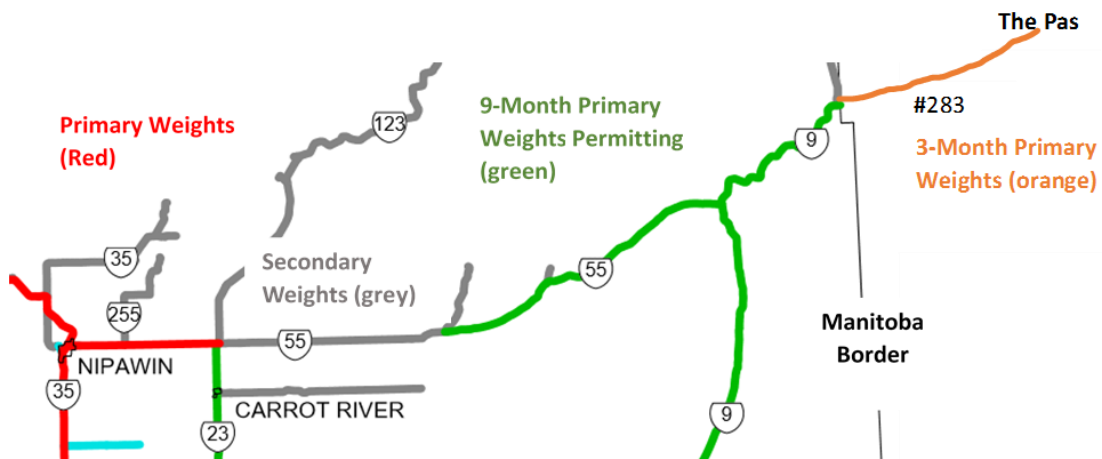 The Pas
#283
3-Month Primary
Weights (orange)
9-Month Primary
Weights Permitting
(green)
Primary Weights
(Red)
Secondary
Weights (grey)
Manitoba
Border
NIPAWIN
CARROT RIVER
123
9
35
255
55
55
35
23
9